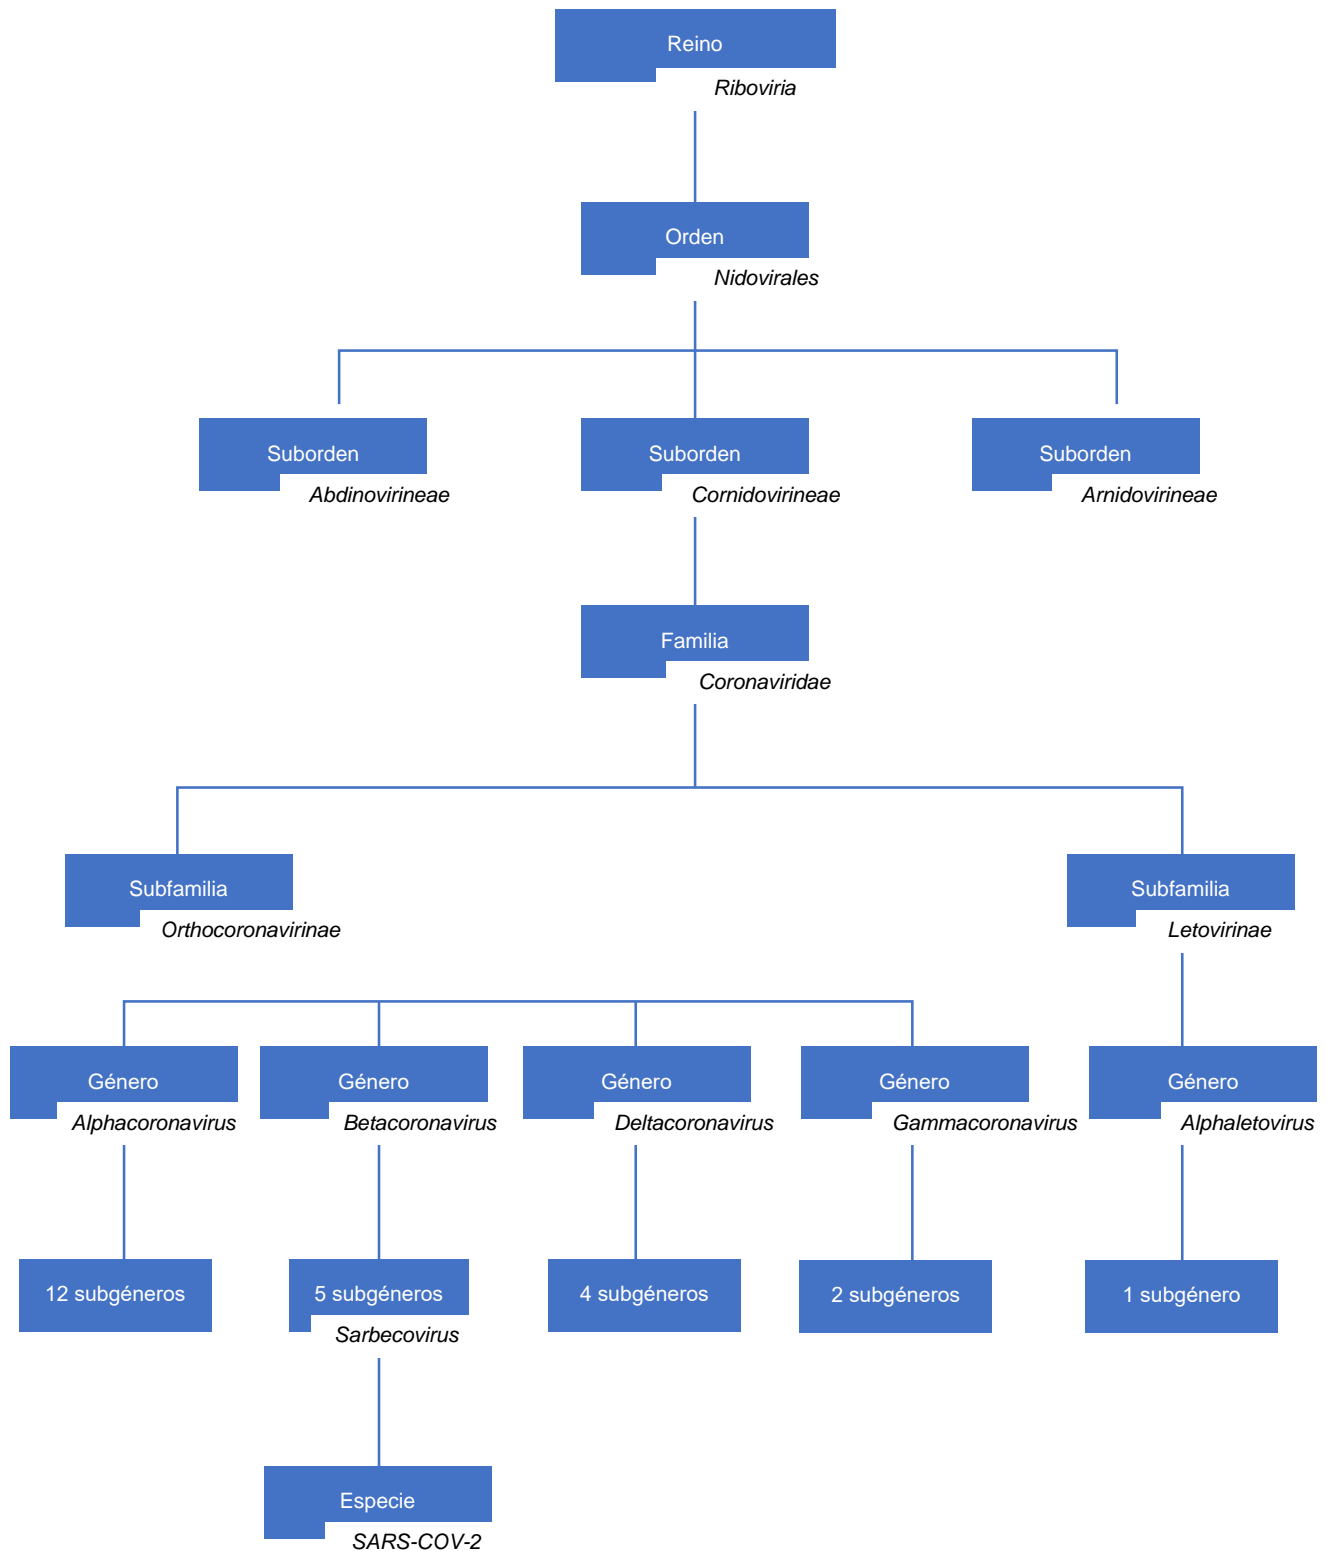 Reino
Riboviria
Orden
Nidovirales
Suborden
Abdinovirineae
Suborden
Cornidovirineae
Suborden
Arnidovirineae
Familia
Coronaviridae
Subfamilia
Orthocoronavirinae
Subfamilia
Letovirinae
Género
Alphacoronavirus
Género
Betacoronavirus
Género
Deltacoronavirus
Género
Gammacoronavirus
Género
Alphaletovirus
12 subgéneros
5 subgéneros
Sarbecovirus
4 subgéneros
2 subgéneros
1 subgénero
Especie
SARS-COV-2